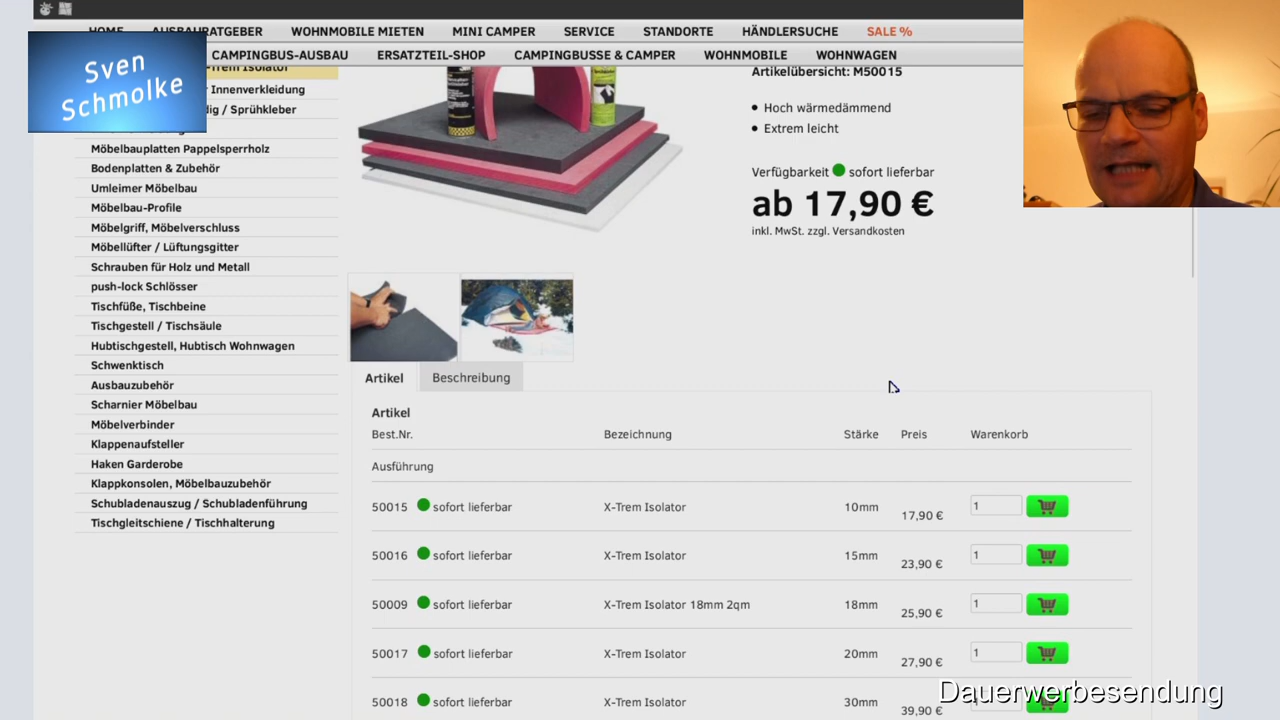 HOME AUSBAURATGEBER WOHNMOBILE MIETEN MINI CAMPER SERVICE STANDORTE HÄNDLERSUCHE SALE %
CAMPINGBUS-AUSBAU ERSATZTEIL-SHOP CAMPINGBUSSE & CAMPER WOHNMOBILE WOHNWAGEN
Sven
Schmolke
Isolator
Innenverkleidung
/ Sprühkleber
Möbelbauplatten Pappelsperrholz
Bodenplatten & Zubehör
Umleimer Möbelbau
Möbelbau-Profile
Möbelgriff, Möbelverschluss
Möbellüfter / Lüftungsgitter
Schrauben für Holz und Metall
push-lock Schlösser
Tischfüße, Tischbeine
Tischgestell / Tischsäule
Hubtischgestell, Hubtisch Wohnwagen
Schwenktisch
Ausbauzubehör
Scharnier Möbelbau
Möbelverbinder
Klappenaufsteller
Haken Garderobe
Klappkonsolen, Möbelbauzubehör
Schubladenauszug / Schubladenführung
Tischgleitschiene / Tischhalterung
Artikelübersicht: M50015
Hoch wärmedämmend
Extrem leicht
Verfügbarkeit sofort lieferbar
ab 17,90 €
inkl. MwSt. zzgl. Versandkosten
Artikel Beschreibung
Artikel
Best.Nr. Bezeichnung Stärke Preis Warenkorb
Ausführung
50015 sofort lieferbar X-Trem Isolator 10mm 17,90 € 1
50016 sofort lieferbar X-Trem Isolator 15mm 23,90 € 1
50009 sofort lieferbar X-Trem Isolator 18mm 2qm 18mm 25,90 € 1
50017 sofort lieferbar X-Trem Isolator 20mm 27,90 € 1
50018 sofort lieferbar X-Trem Isolator 30mm 39,90 €
Dauerwerbesendung